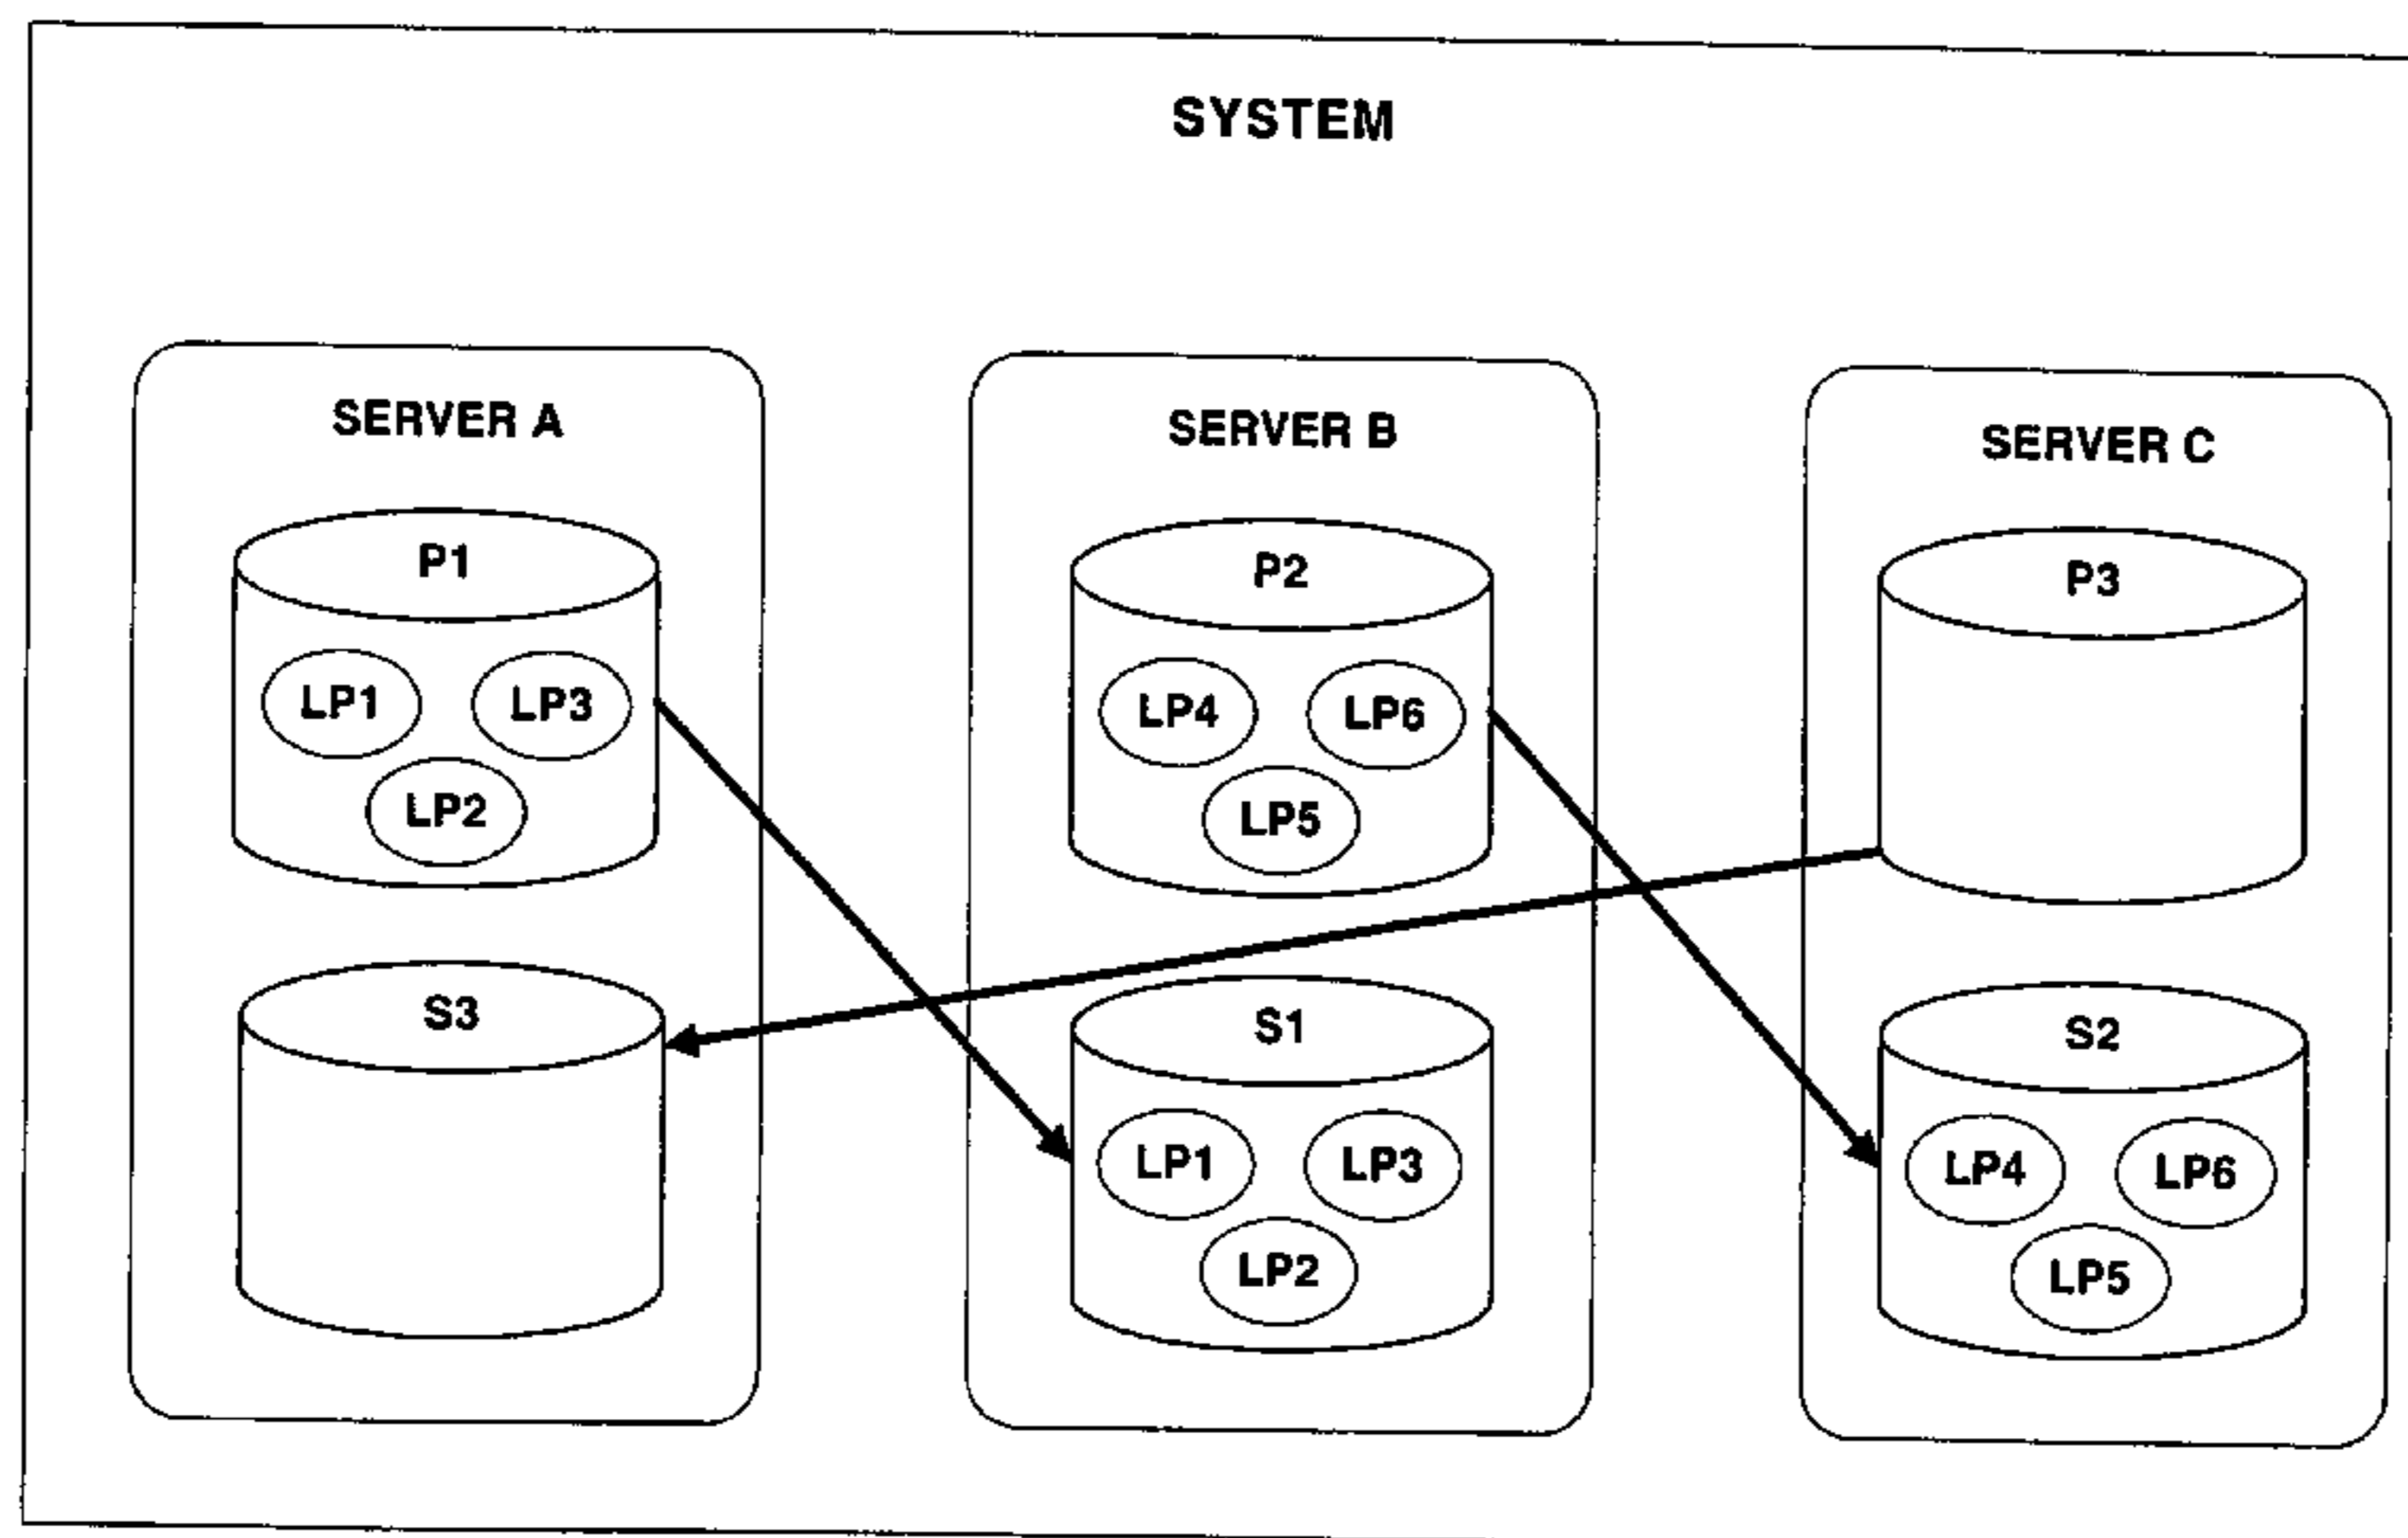 SYSTEM
SERVER A
P1
LP1
LP3
LP2
S3
SERVER B
P2
LP4
LP6
LP5
S1
LP1
LP3
LP2
SERVER C
P3
S2
LP4
LP6
LP5